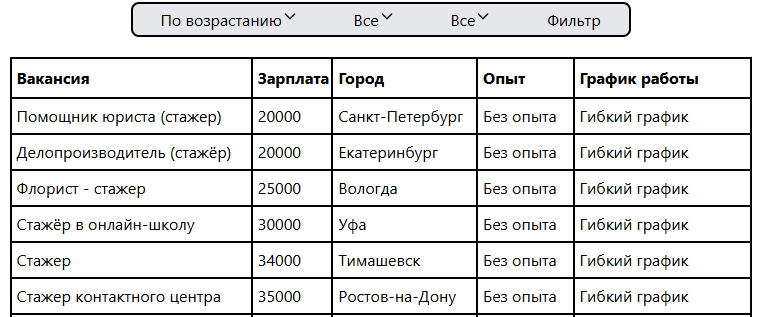 По возрастанию Все Все Фильтр
Вакансия Зарплата Город Опыт График работы
Помощник юриста (стажер) 20000 Санкт-Петербург Без опыта Гибкий график
Делопроизводитель (стажёр) 20000 Екатеринбург Без опыта Гибкий график
Флорист - стажер 25000 Вологда Без опыта Гибкий график
Стажёр в онлайн-школу 30000 Уфа Без опыта Гибкий график
Стажер 34000 Тимашевск Без опыта Гибкий график
Стажер контактного центра 35000 Ростов-на-Дону Без опыта Гибкий график